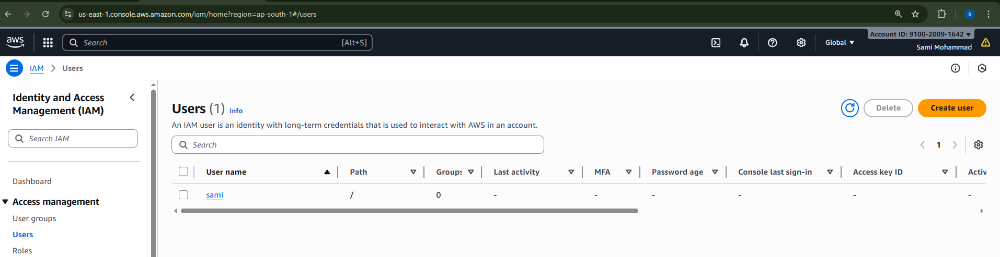 us-east-1.console.aws.amazon.com/iam/home?region=ap-south-1#/users
S
aws
Search [Alt+S]
Global
Account ID: 9100-2009-1642
Sami Mohammad
IAM > Users
Identity and Access
Management (IAM)
Search IAM
Dashboard
Access management
User groups
Users
Roles
Users (1) Info
Delete
Create user
An IAM user is an identity with long-term credentials that is used to interact with AWS in an account.
Search
1
User name Path Groups Last activity MFA Password age Console last sign-in Access key ID Activ
sami / 0 - - - - - -